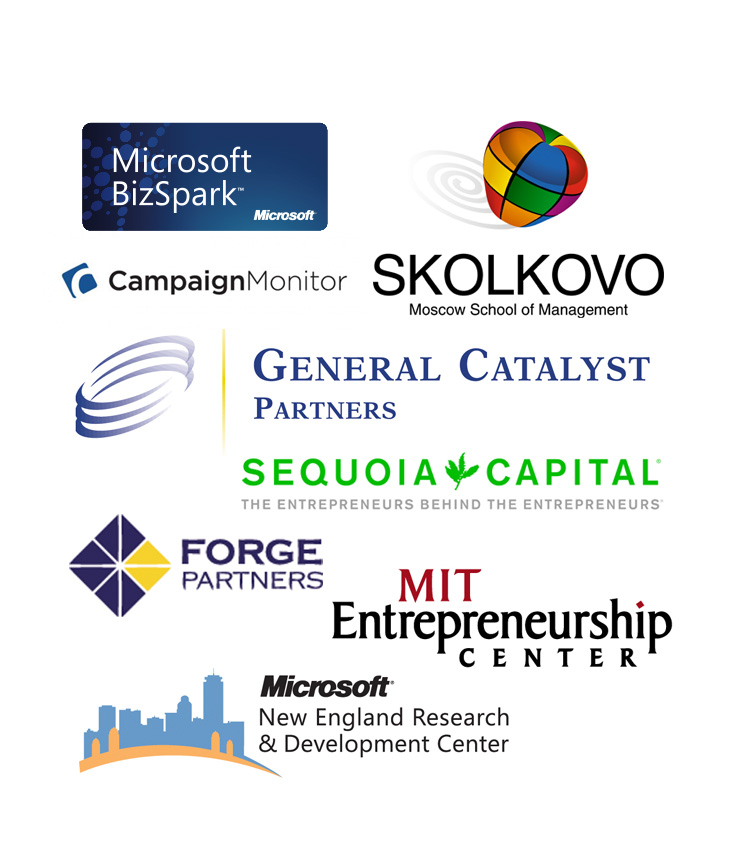 Microsoft
BizSpark™
Microsoft
CampaignMonitor
SKOLKOVO
Moscow School of Management
GENERAL CATALYST
PARTNERS
SEQUOIA CAPITAL®
THE ENTREPRENEURS BEHIND THE ENTREPRENEURS®
FORGE
PARTNERS
MIT
Entrepreneurship
CENTER
Microsoft®
New England Research
& Development Center